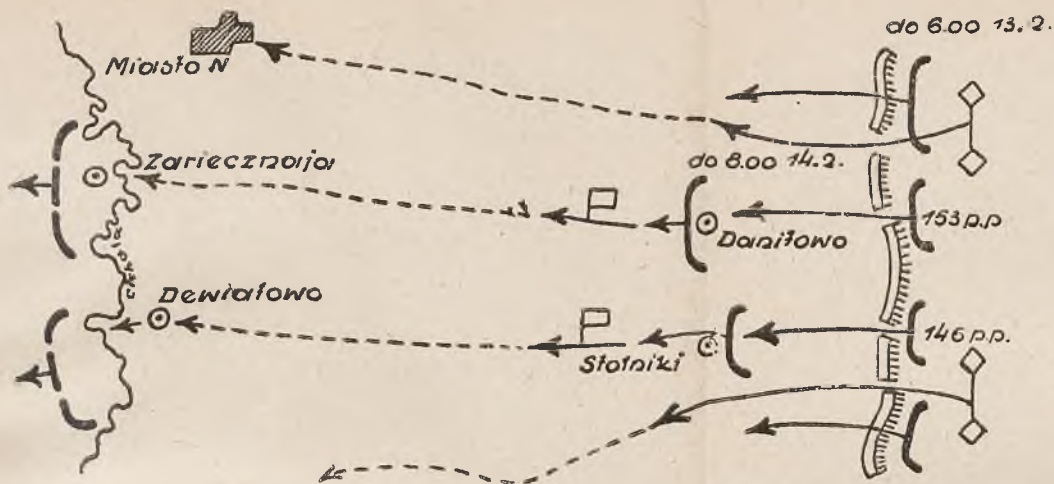 do 6.00 13.2.
Miasto N
Zariecznaja
do 8.00 14.2.
153 p.p
Daniłowo
Dewiatowo
146 p.p.
Stolniki